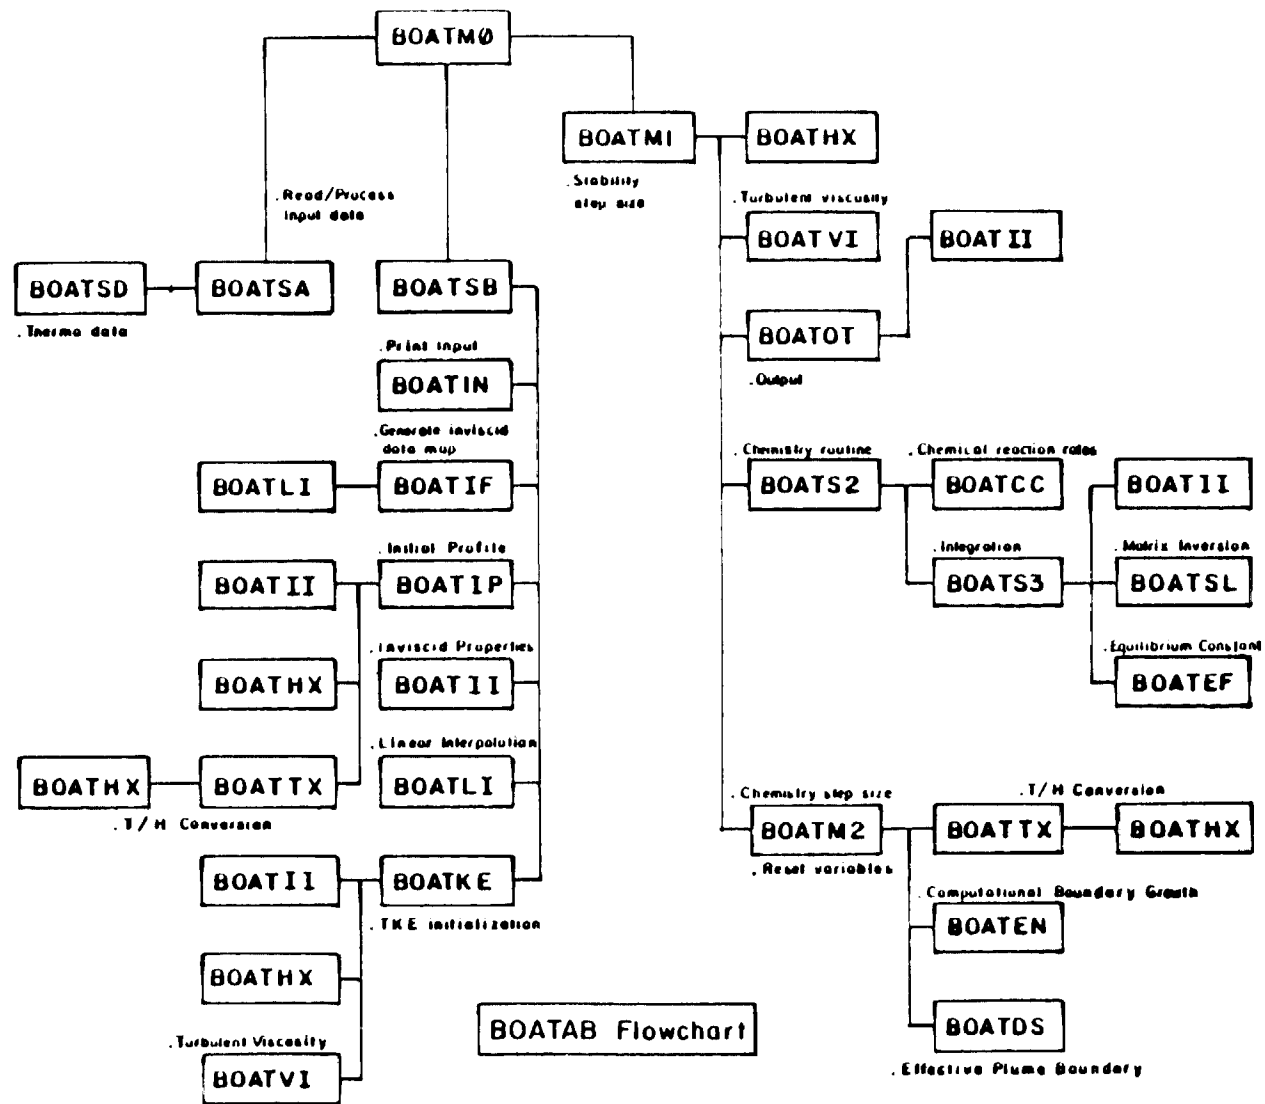 BOATMØ
BOATM1
BOATHX
.Stability
step size
.Read/Process
input data
.Turbulent viscosity
BOATVI
BOATII
BOATSD
BOATSA
BOATSB
.Thermo data
BOATOT
.Output
.Print input
BOATIN
.Generate inviscid
data map
BOATLI
BOATIF
.Chemistry routine
.Chemical reaction rates
BOATS2
BOATCC
BOATII
.Initial Profile
BOATII
BOATIP
.Integration
.Matrix Inversion
BOATS3
BOATSL
.Inviscid Properties
BOATHX
BOATII
.Equilibrium Constant
BOATEF
.Linear Interpolation
BOATHX
BOATTX
BOATLI
.T/H Conversion
.Chemistry step size
.T/H Conversion
BOATM2
BOATTX
BOATHX
.Reset variables
BOATII
BOATKE
.TKE initialization
.Computational Boundary Growth
BOATEN
BOATHX
.Turbulent Viscosity
BOATVI
BOATAB Flowchart
BOATDS
.Effective Plume Boundary